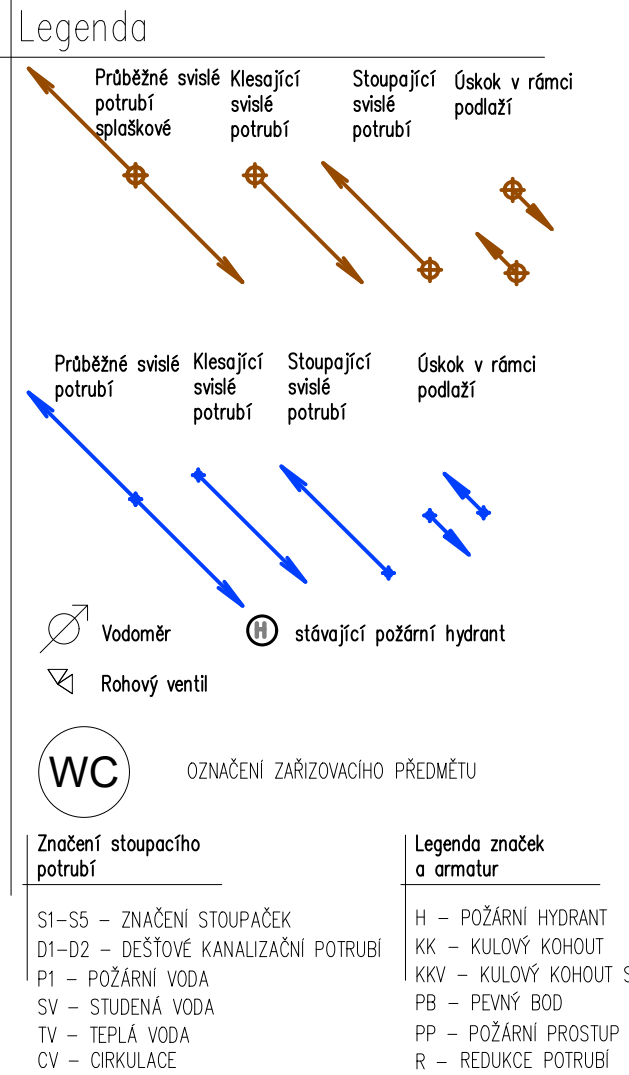 Legenda
Průběžné svislé
potrubí
splaškové
Klesající
svislé
potrubí
Stoupající
svislé
potrubí
Úskok v rámci
podlaží
Průběžné svislé
potrubí
Klesající
svislé
potrubí
Stoupající
svislé
potrubí
Úskok v rámci
podlaží
Vodoměr
H
stávající požární hydrant
Rohový ventil
WC
OZNAČENÍ ZAŘIZOVACÍHO PŘEDMĚTU
Značení stoupacího
potrubí
S1–S5 – ZNAČENÍ STOUPAČEK
D1–D2 – DEŠŤOVÉ KANALIZAČNÍ POTRUBÍ
P1 – POŽÁRNÍ VODA
SV – STUDENÁ VODA
TV – TEPLÁ VODA
CV – CIRKULACE
Legenda značek
a armatur
H – POŽÁRNÍ HYDRANT
KK – KULOVÝ KOHOUT
KKV – KULOVÝ KOHOUT S
PB – PEVNÝ BOD
PP – POŽÁRNÍ PROSTUP
R – REDUKCE POTRUBÍ